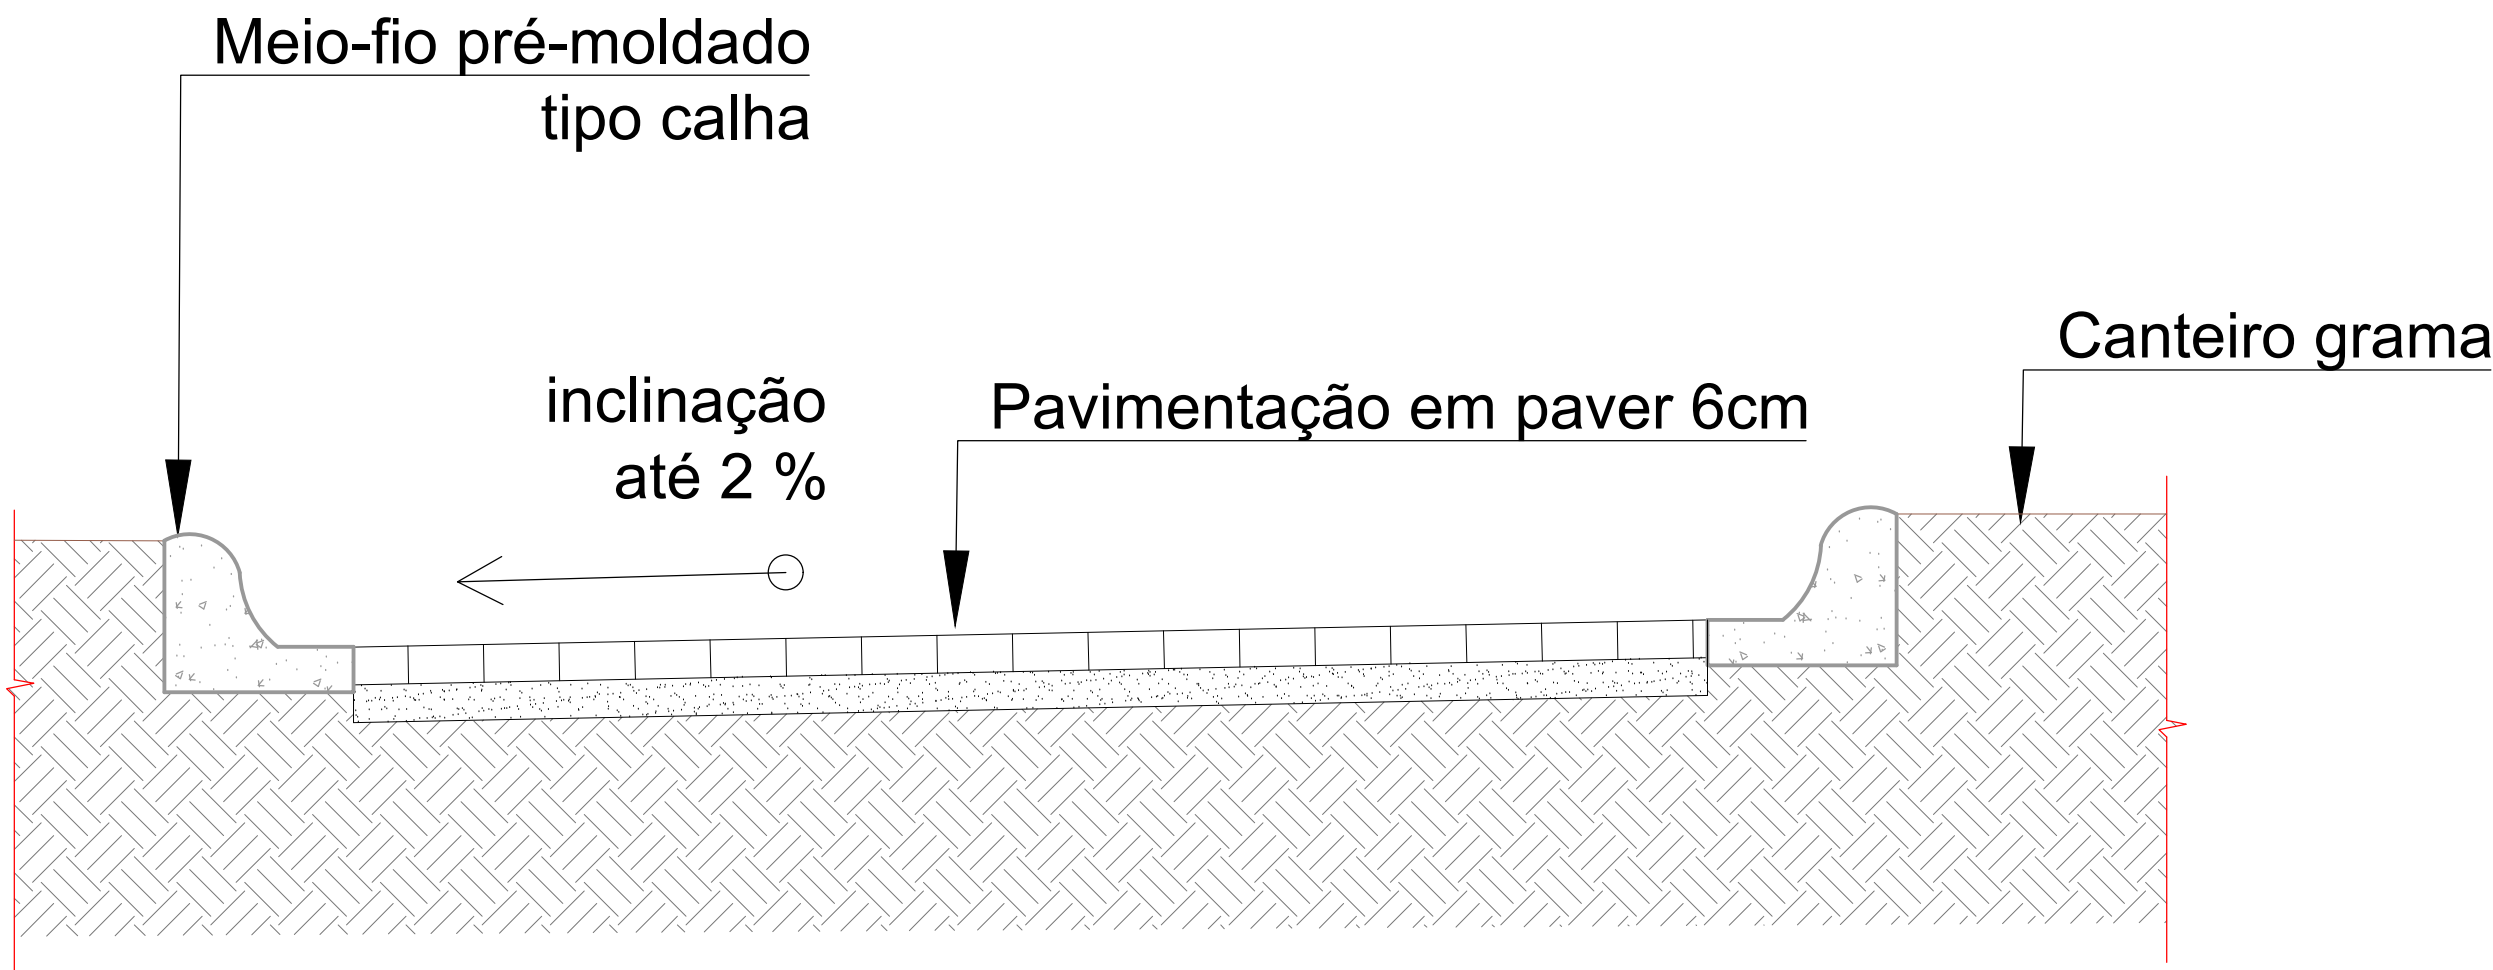 Meio-fio pré-moldado
tipo calha
Canteiro grama
inclinação
até 2 %
Pavimentação em paver 6cm